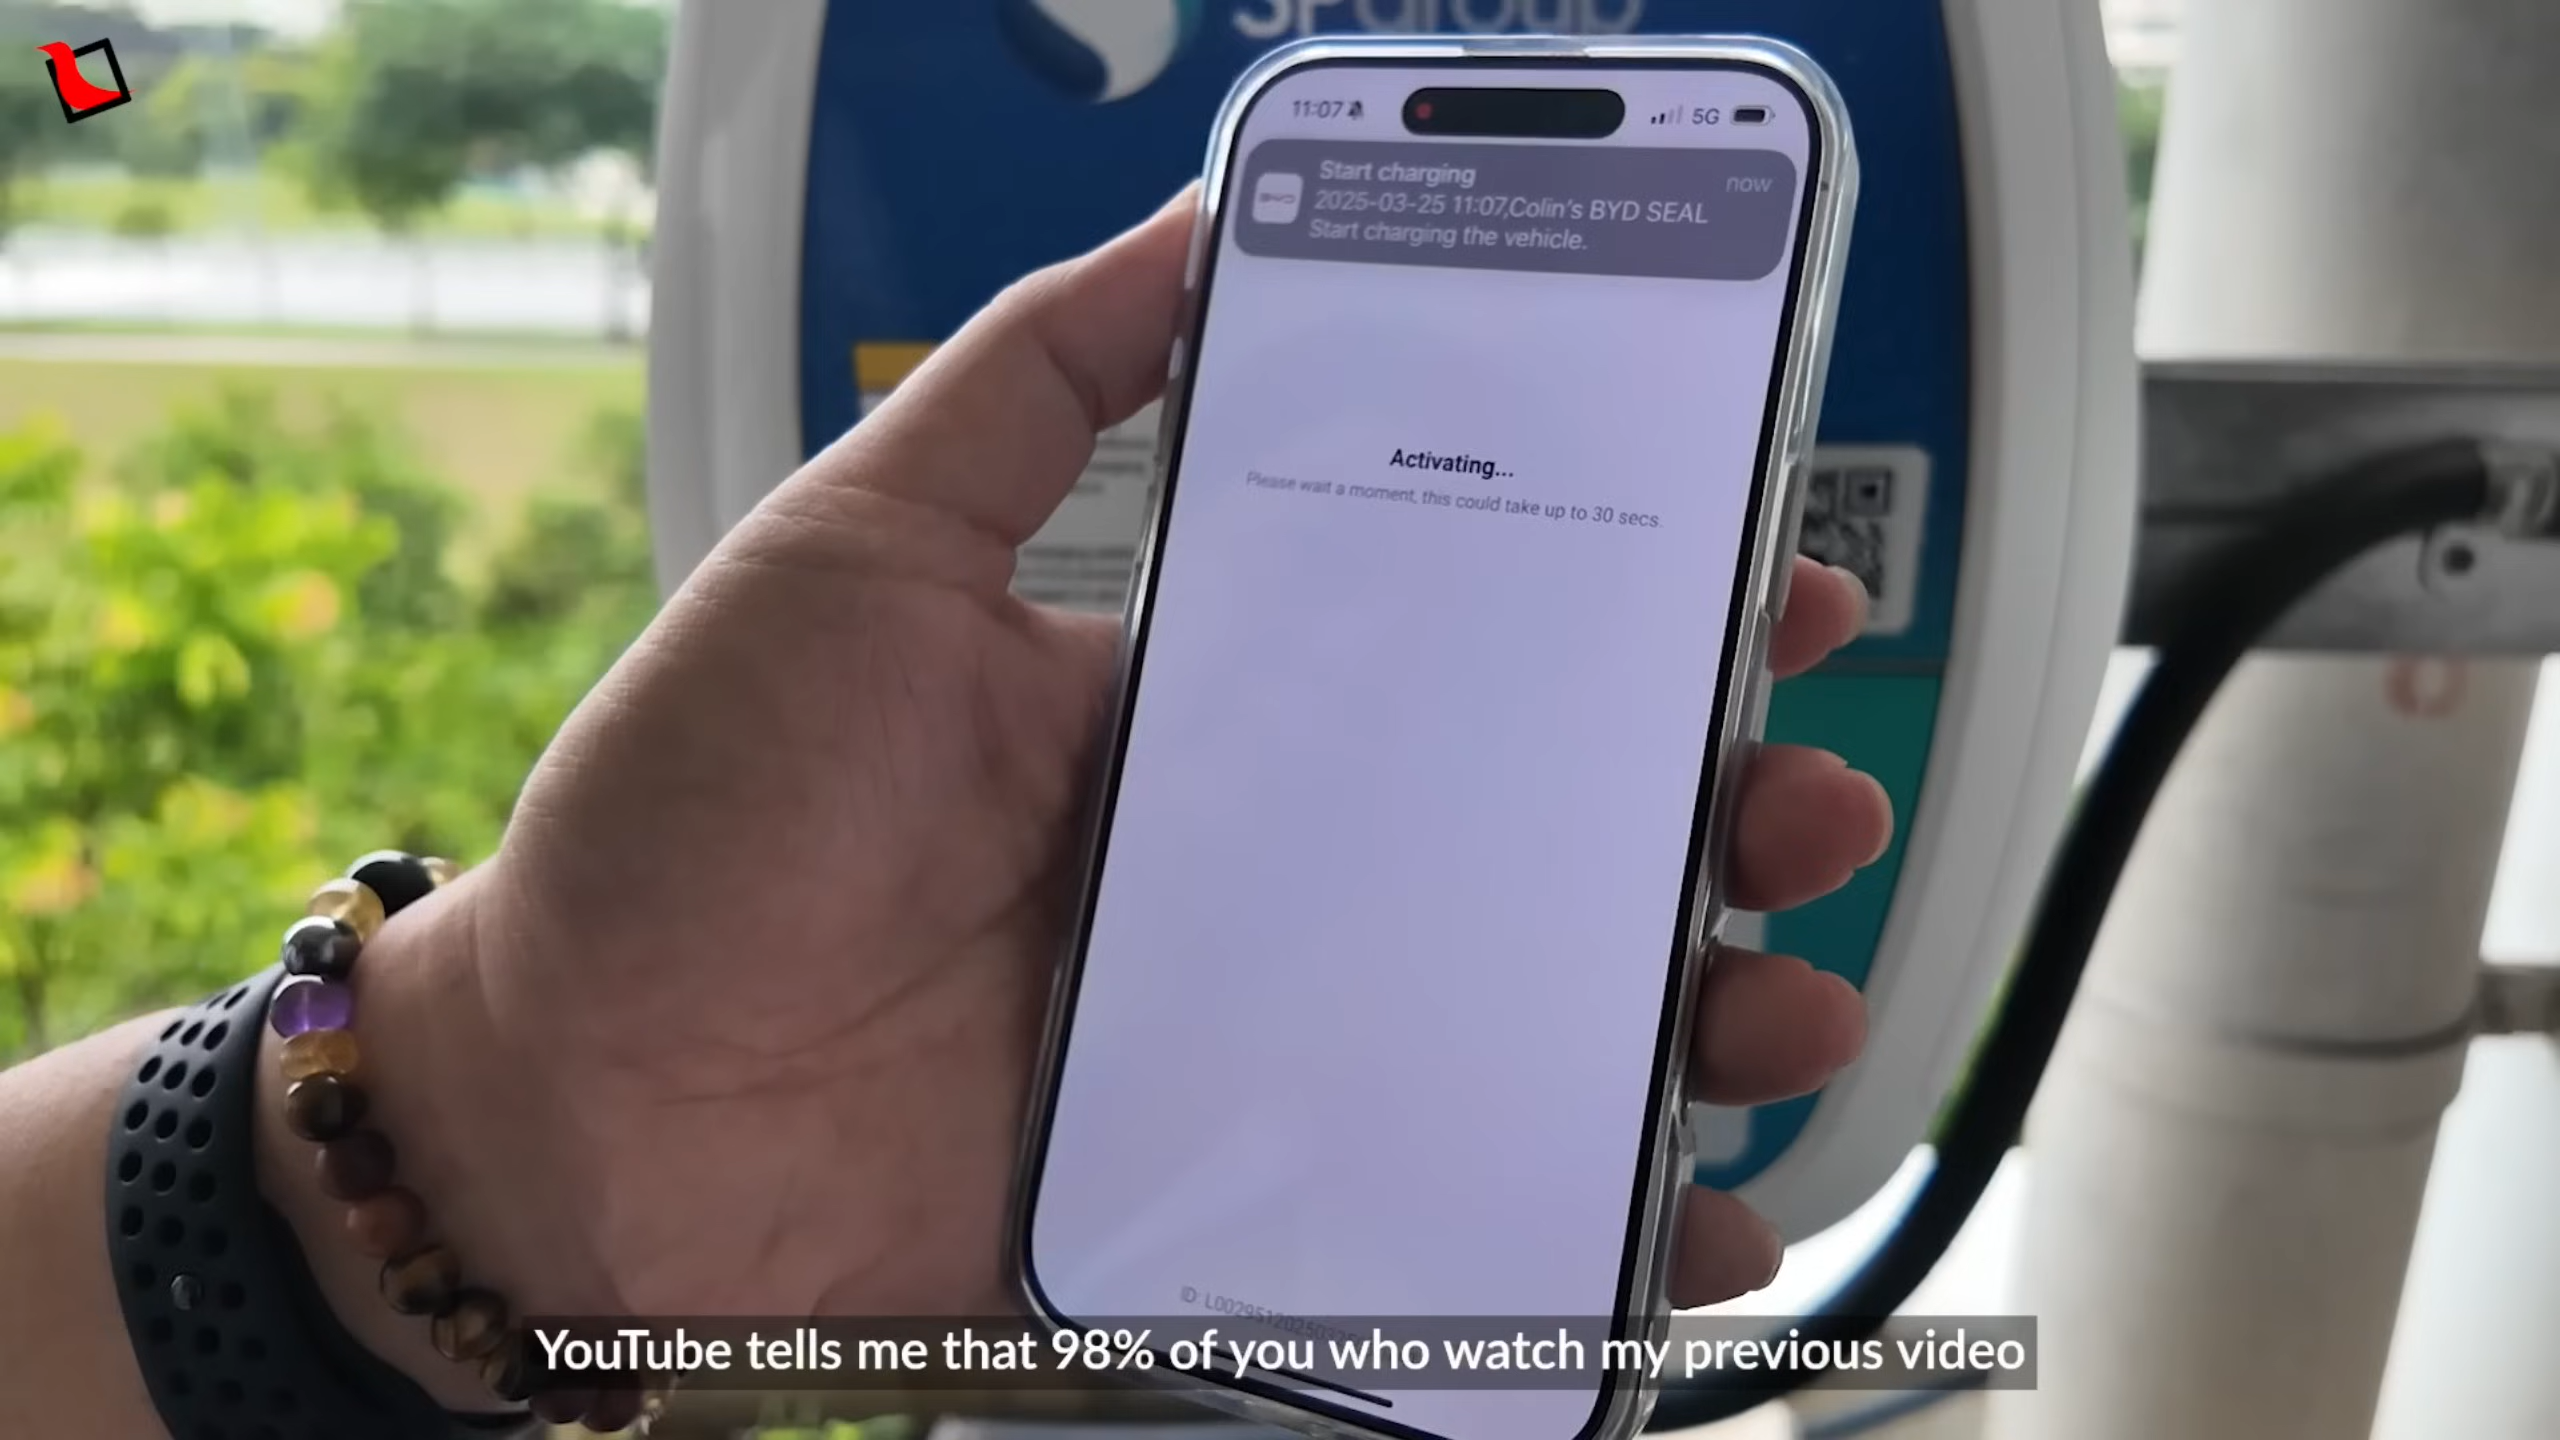 SPgroup
11:07
5G
Start charging
now
2025-03-25 11:07,Colin's BYD SEAL
Start charging the vehicle.
Activating...
Please wait a moment, this could take up to 30 secs.
YouTube tells me that 98% of you who watch my previous video